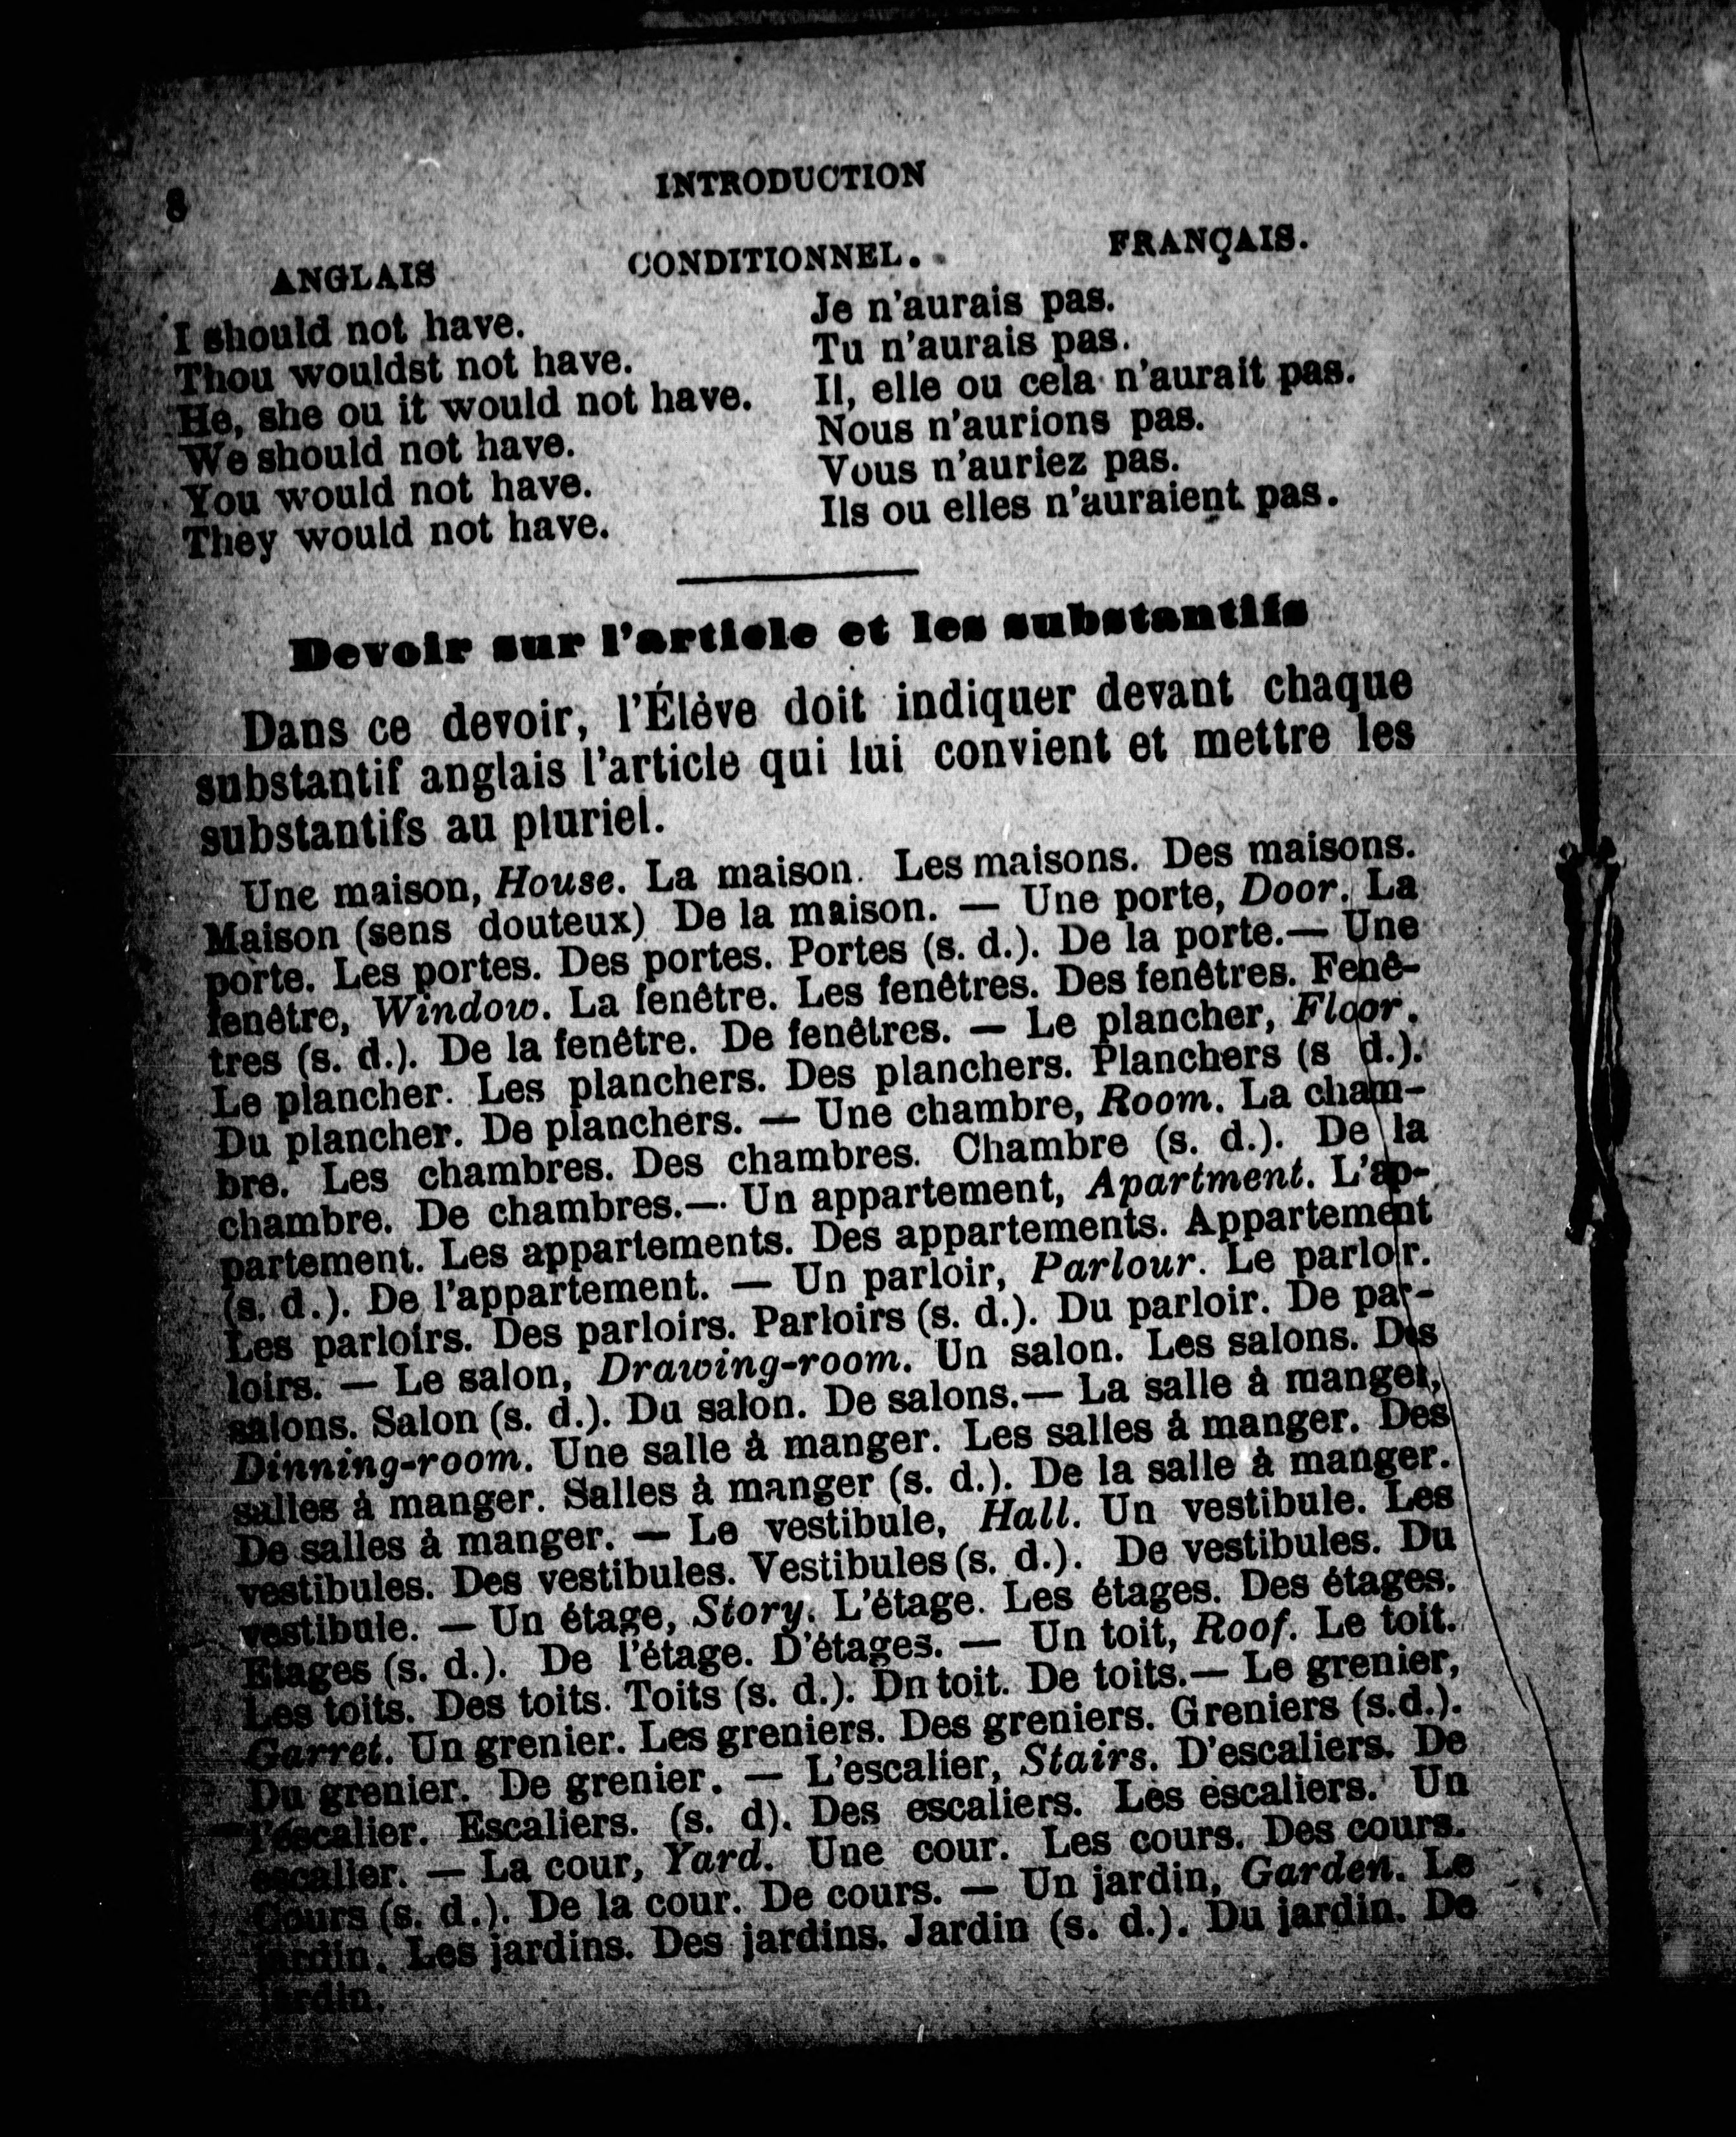 8
INTRODUCTION
ANGLAIS CONDITIONNEL. FRANÇAIS.
I should not have. Je n'aurais pas.
Thou wouldst not have. Tu n'aurais pas.
He, she ou it would not have. Il, elle ou cela n'aurait pas.
We should not have. Nous n'aurions pas.
You would not have. Vous n'auriez pas.
They would not have. Ils ou elles n'auraient pas.
Devoir sur l'article et les substantifs
Dans ce devoir, l'Élève doit indiquer devant chaque
substantif anglais l'article qui lui convient et mettre les
substantifs au pluriel.
Une maison, House. La maison. Les maisons. Des maisons.
Maison (sens douteux) De la maison. — Une porte, Door. La
porte. Les portes. Des portes. Portes (s. d.). De la porte.— Une
fenêtre, Window. La fenêtre. Les fenêtres. Des fenêtres. Fenê-
tres (s. d.). De la fenêtre. De fenêtres. — Le plancher, Floor.
Le plancher. Les planchers. Des planchers. Planchers (s d.).
Du plancher. De planchers. — Une chambre, Room. La cham-
bre. Les chambres. Des chambres. Chambre (s. d.). De la
chambre. De chambres.— Un appartement, Apartment. L'ap-
partement. Les appartements. Des appartements. Appartement
(s. d.). De l'appartement. — Un parloir, Parlour. Le parloir.
Les parloirs. Des parloirs. Parloirs (s. d.). Du parloir. De par-
loirs. — Le salon, Drawing-room. Un salon. Les salons. Des
salons. Salon (s. d.). Du salon. De salons.— La salle à manger,
Dinning-room. Une salle à manger. Les salles à manger. Des
salles à manger. Salles à manger (s. d.). De la salle à manger.
De salles à manger. — Le vestibule, Hall. Un vestibule. Les
vestibules. Des vestibules. Vestibules (s. d.). De vestibules. Du
vestibule. — Un étage, Story. L'étage. Les étages. Des étages.
Etages (s. d.). De l'étage. D'étages. — Un toit, Roof. Le toit.
Les toits. Des toits. Toits (s. d.). Dn toit. De toits.— Le grenier,
Garret. Un grenier. Les greniers. Des greniers. Greniers (s.d.).
Du grenier. De grenier. — L'escalier, Stairs. D'escaliers. De
l'escalier. Escaliers. (s. d). Des escaliers. Les escaliers. Un
escalier. — La cour, Yard. Une cour. Les cours. Des cours.
Cours (s. d.). De la cour. De cours. — Un jardin, Garden. Le
jardin. Les jardins. Des jardins. Jardin (s. d.). Du jardin. De
jardin.